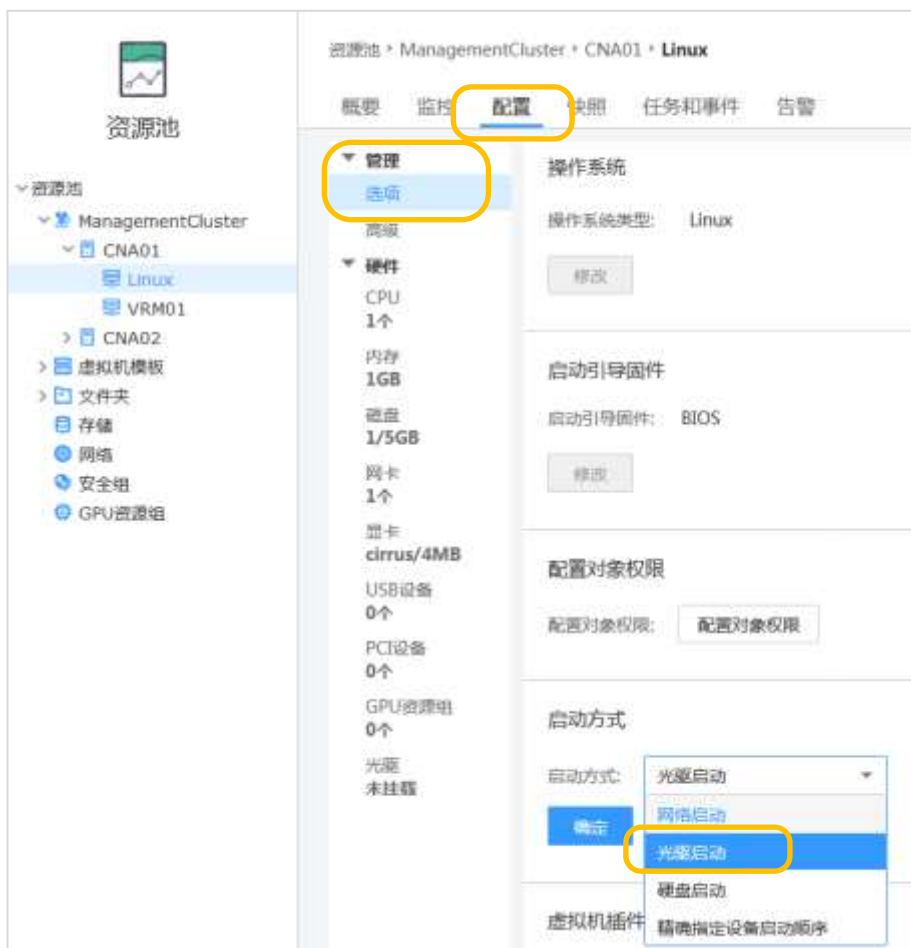 资源池
资源池
ManagementCluster
CNA01
Linux
VRM01
CNA02
虚拟机模板
文件夹
存储
网络
安全组
GPU资源组
资源池 ManagementCluster CNA01 Linux
概要 监控 配置 快照 任务和事件 告警
管理
选项
高级
硬件
CPU
1个
内存
1GB
磁盘
1/5GB
网卡
1个
显卡
cirrus/4MB
USB设备
0个
PCI设备
0个
GPU资源组
0个
光驱
未挂载
操作系统
操作系统类型: Linux
修改
启动引导固件
启动引导固件: BIOS
修改
配置对象权限
配置对象权限: 配置对象权限
启动方式
启动方式: 光驱启动
网络启动
确定
光驱启动
硬盘启动
精确指定设备启动顺序
虚拟机插件